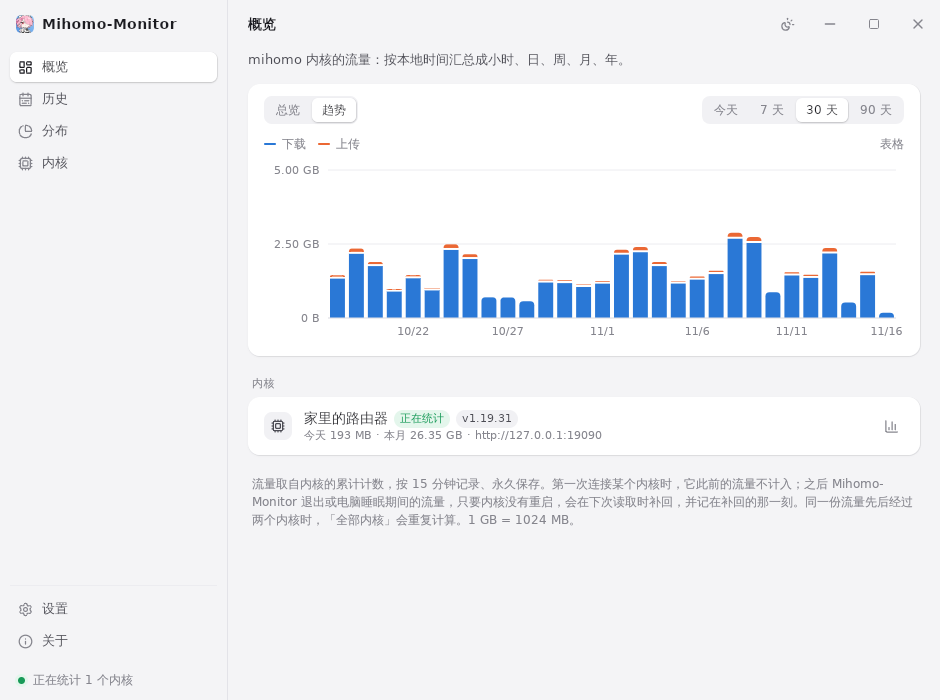 Mihomo-Monitor
概览
历史
分布
内核
设置
关于
正在统计 1 个内核
概览
mihomo 内核的流量：按本地时间汇总成小时、日、周、月、年。
总览 趋势
今天 7 天 30 天 90 天
下载 上传
表格
5.00 GB
2.50 GB
0 B
10/22 10/27 11/1 11/6 11/11 11/16
内核
家里的路由器 正在统计 v1.19.31
今天 193 MB · 本月 26.35 GB · http://127.0.0.1:19090
流量取自内核的累计计数，按 15 分钟记录、永久保存。第一次连接某个内核时，它此前的流量不计入；之后 Mihomo-
Monitor 退出或电脑睡眠期间的流量，只要内核没有重启，会在下次读取时补回，并记在补回的那一刻。同一份流量先后经过
两个内核时，「全部内核」会重复计算。1 GB = 1024 MB。